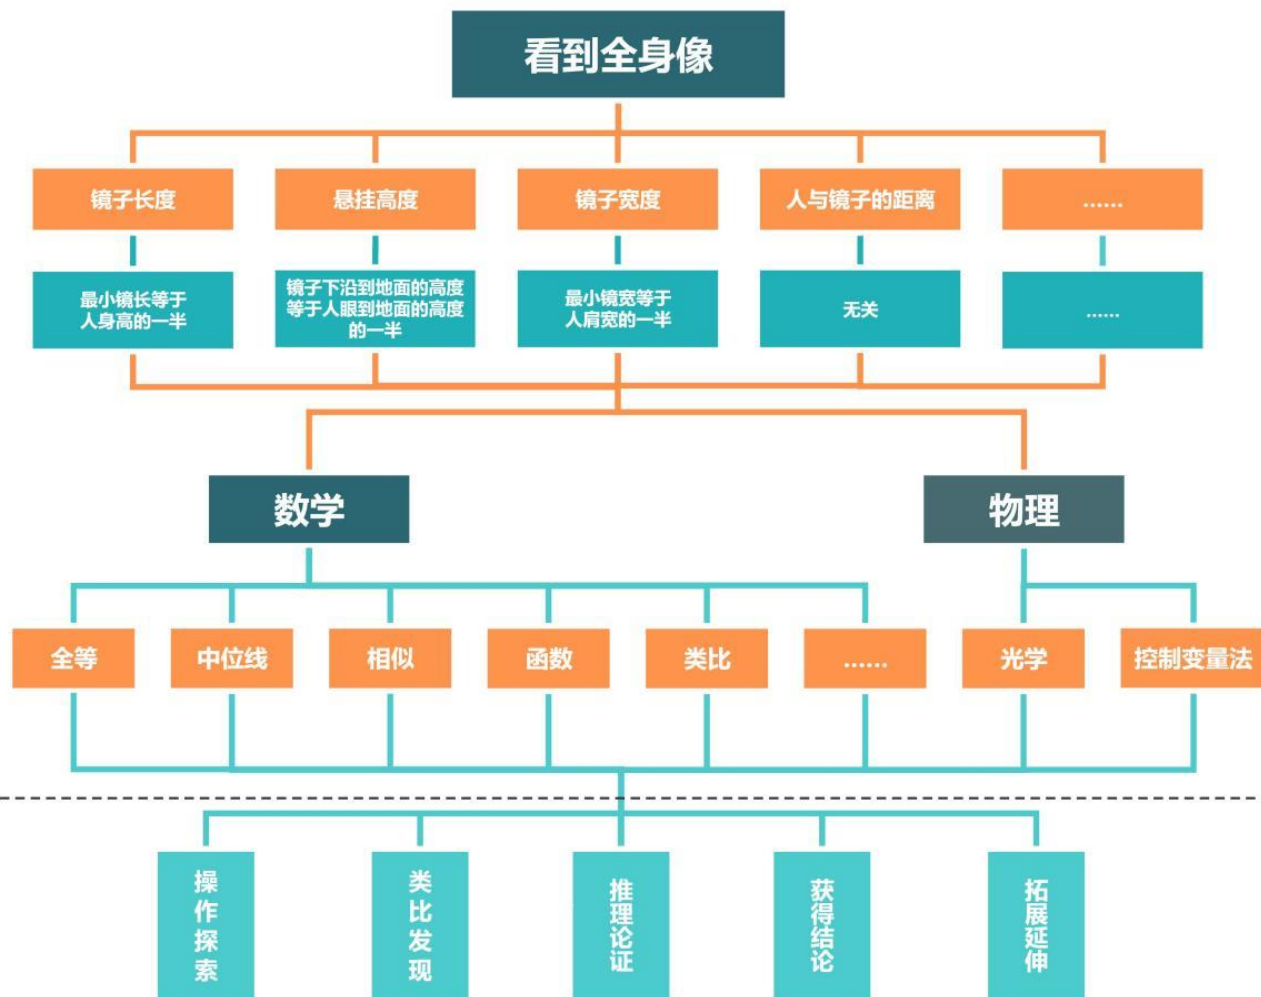 看到全身像
镜子长度
悬挂高度
镜子宽度
人与镜子的距离
......
最小镜长等于
人身高的一半
镜子下沿到地面的高度
等于人眼到地面的高度
的一半
最小镜宽等于
人肩宽的一半
无关
......
数学
物理
全等
中位线
相似
函数
类比
......
光学
控制变量法
操作探索
类比发现
推理论证
获得结论
拓展延伸